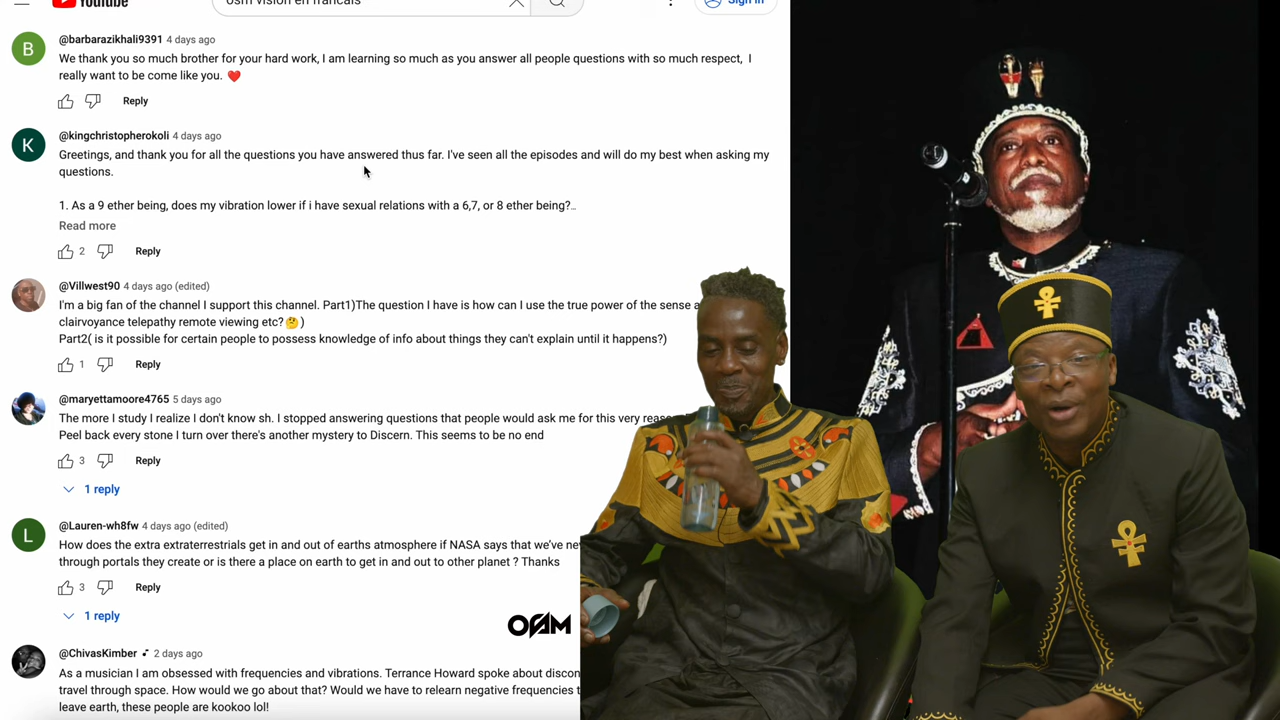 YouTube
osm vision en francais
Sign in
B
@barbarazikhali9391 4 days ago
We thank you so much brother for your hard work, I am learning so much as you answer all people questions with so much respect, I
really want to be come like you. ❤️
Reply
K
@kingchristopherokoli 4 days ago
Greetings, and thank you for all the questions you have answered thus far. I've seen all the episodes and will do my best when asking my
questions.
1. As a 9 ether being, does my vibration lower if i have sexual relations with a 6,7, or 8 ether being?..
Read more
2 Reply
@Villwest90 4 days ago (edited)
I'm a big fan of the channel I support this channel. Part1)The question I have is how can I use the true power of the sense a
clairvoyance telepathy remote viewing etc?🤔)
Part2( is it possible for certain people to possess knowledge of info about things they can't explain until it happens?)
1 Reply
@maryettamoore4765 5 days ago
The more I study I realize I don't know sh. I stopped answering questions that people would ask me for this very
Peel back every stone I turn over there's another mystery to Discern. This seems to be no end
3 Reply
1 reply
L
@Lauren-wh8fw 4 days ago (edited)
How does the extra extraterrestrials get in and out of earths atmosphere if NASA says that we've
through portals they create or is there a place on earth to get in and out to other planet ? Thanks
3 Reply
1 reply
OSM
@ChivasKimber 2 days ago
As a musician I am obsessed with frequencies and vibrations. Terrance Howard spoke about
travel through space. How would we go about that? Would we have to relearn negative frequencies
leave earth, these people are kookoo lol!